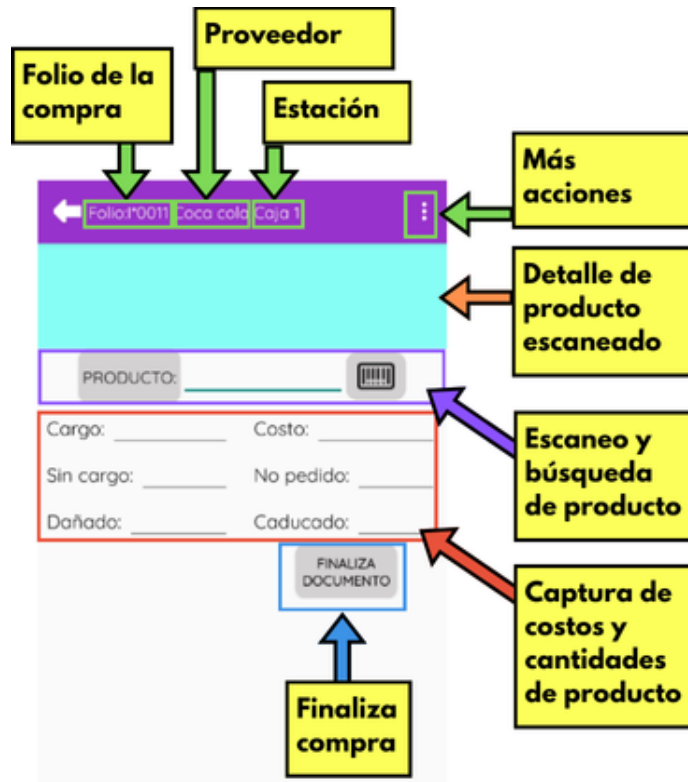 Proveedor
Folio de la
compra
Estación
Más
acciones
Folio:I*0011 Coca cola Caja 1
Detalle de
producto
escaneado
PRODUCTO:
Escaneo y
búsqueda
de producto
Cargo: Costo:
Sin cargo: No pedido:
Dañado: Caducado:
FINALIZA
DOCUMENTO
Captura de
costos y
cantidades
de producto
Finaliza
compra